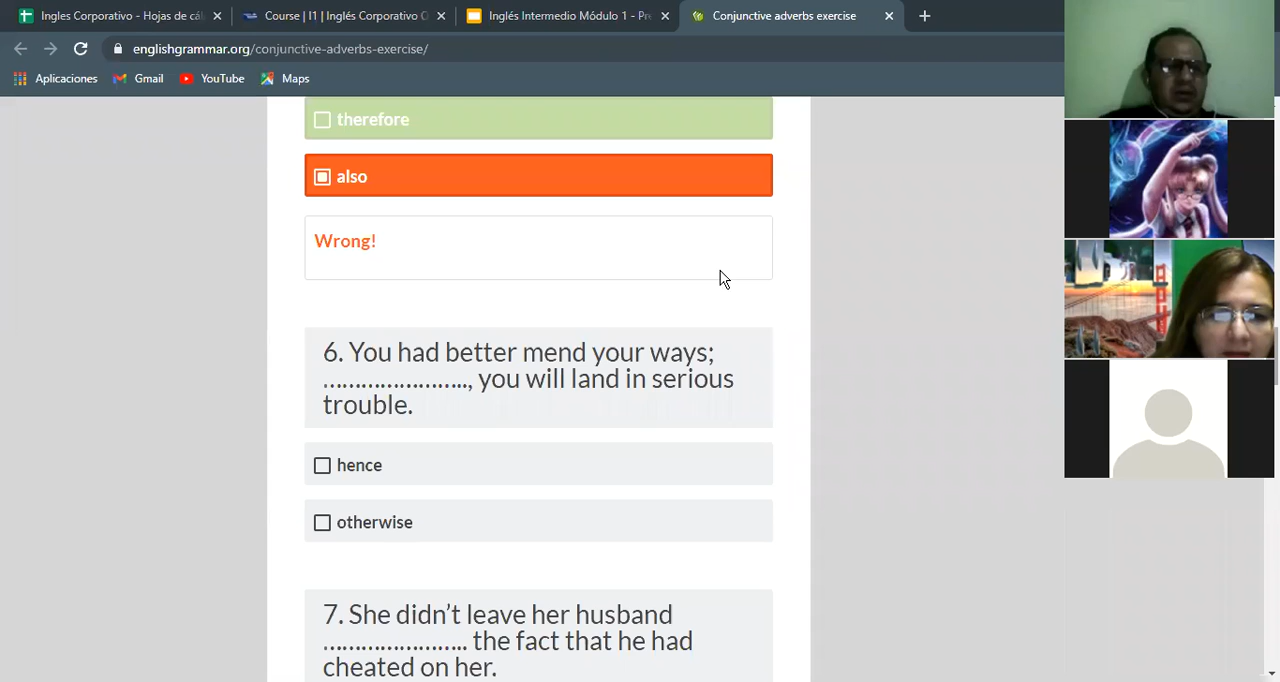 Ingles Corporativo - Hojas de cál
Course | I1 | Inglés Corporativo O
Inglés Intermedio Módulo 1 - Pre
Conjunctive adverbs exercise
englishgrammar.org/conjunctive-adverbs-exercise/
Aplicaciones
Gmail
YouTube
Maps
therefore
also
Wrong!
6. You had better mend your ways;
………………….., you will land in serious
trouble.
hence
otherwise
7. She didn’t leave her husband
………………….. the fact that he had
cheated on her.